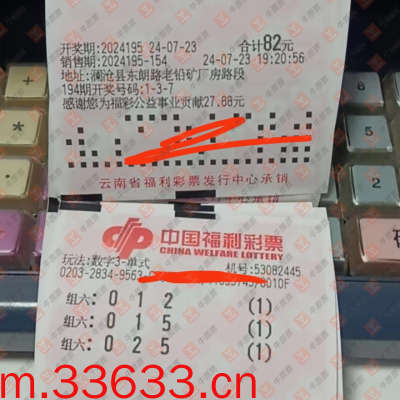 开奖期:2024195 24-07-23 合计82元
销售期:2024195-154 24-07-23 19:20:56
地址:澜沧县东朗路老铅矿厂房路段
194期开奖号码:1-3-7
感谢您为福彩公益事业贡献27.88元
云南省福利彩票发行中心承销
中国福利彩票
CHINA WELFARE LOTTERY
玩法:数字3-单式 机号:53082445
0203-2834-9563-
组六: 0 1 2 (1)
组六: 0 1 5 (1)
组六: 0 2 5 (1)
m.33633.cn